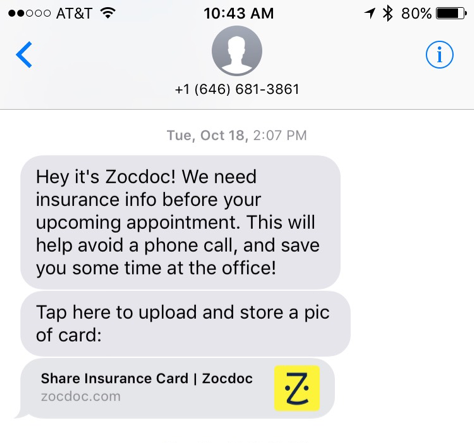 AT&T 10:43 AM 80%
+1 (646) 681-3861
Tue, Oct 18, 2:07 PM
Hey it's Zocdoc! We need
insurance info before your
upcoming appointment. This will
help avoid a phone call, and save
you some time at the office!
Tap here to upload and store a pic
of card:
Share Insurance Card | Zocdoc
zocdoc.com